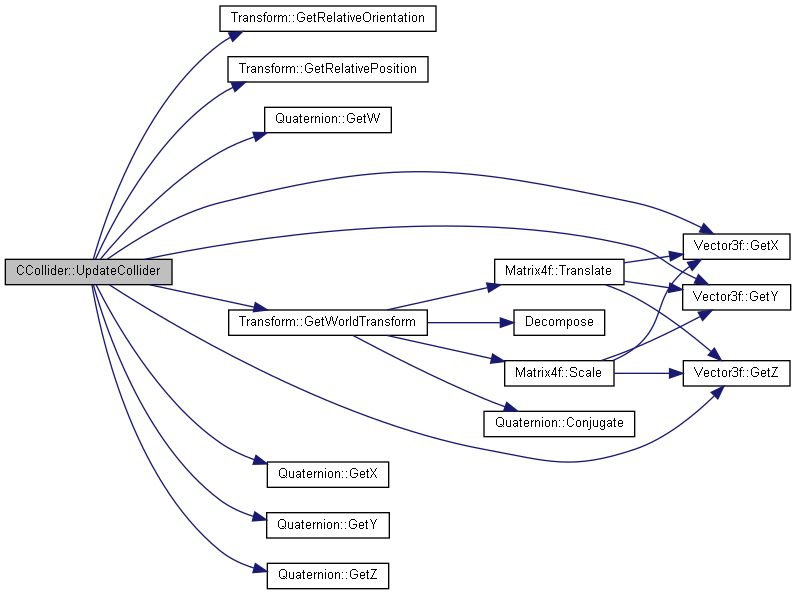 Transform::GetRelativeOrientation
Transform::GetRelativePosition
Quaternion::GetW
Vector3f::GetX
CCollider::UpdateCollider
Matrix4f::Translate
Vector3f::GetY
Transform::GetWorldTransform
Decompose
Matrix4f::Scale
Vector3f::GetZ
Quaternion::Conjugate
Quaternion::GetX
Quaternion::GetY
Quaternion::GetZ